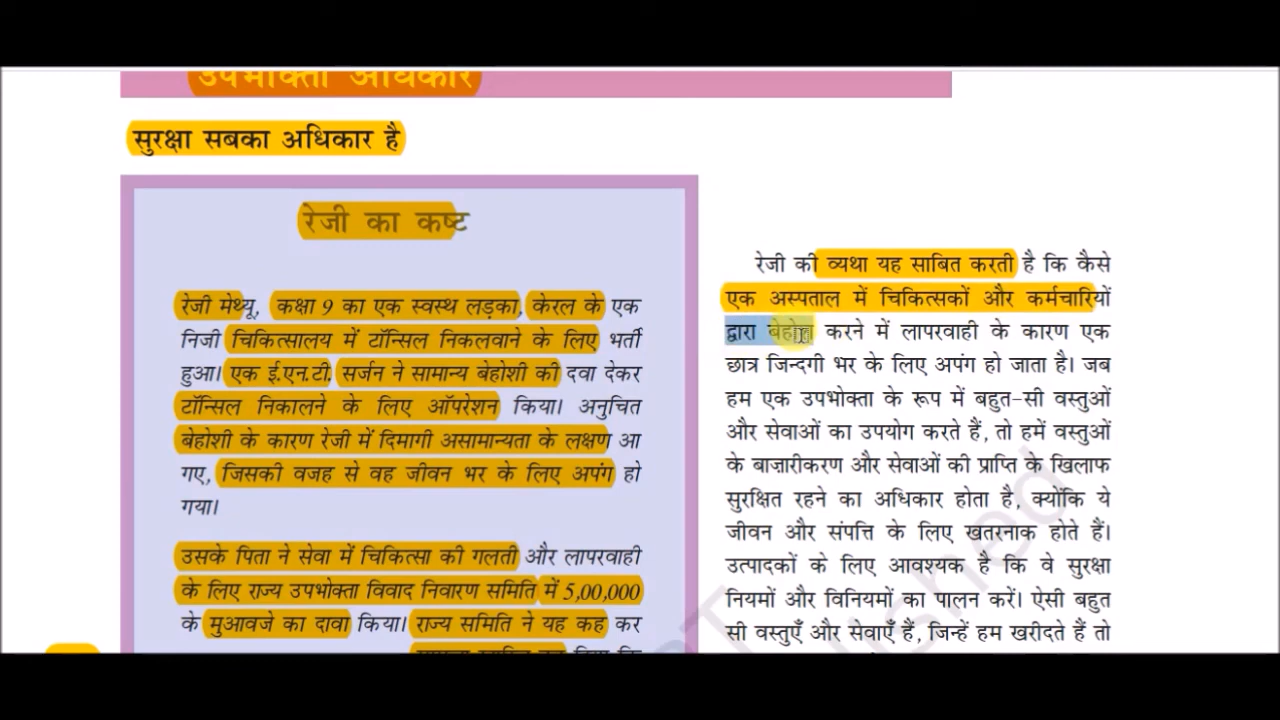 उपभोक्ता अधिकार
सुरक्षा सबका अधिकार है
रेजी का कष्ट
रेजी मेथ्यू, कक्षा 9 का एक स्वस्थ लड़का, केरल के एक
निजी चिकित्सालय में टॉन्सिल निकलवाने के लिए भर्ती
हुआ। एक ई.एन.टी. सर्जन ने सामान्य बेहोशी की दवा देकर
टॉन्सिल निकालने के लिए ऑपरेशन किया। अनुचित
बेहोशी के कारण रेजी में दिमागी असामान्यता के लक्षण आ
गए, जिसकी वजह से वह जीवन भर के लिए अपंग हो
गया।
उसके पिता ने सेवा में चिकित्सा की गलती और लापरवाही
के लिए राज्य उपभोक्ता विवाद निवारण समिति में 5,00,000
के मुआवजे का दावा किया। राज्य समिति ने यह कह कर
रेजी की व्यथा यह साबित करती है कि कैसे
एक अस्पताल में चिकित्सकों और कर्मचारियों
द्वारा बेहोश करने में लापरवाही के कारण एक
छात्र जिन्दगी भर के लिए अपंग हो जाता है। जब
हम एक उपभोक्ता के रूप में बहुत-सी वस्तुओं
और सेवाओं का उपयोग करते हैं, तो हमें वस्तुओं
के बाज़ारीकरण और सेवाओं की प्राप्ति के खिलाफ
सुरक्षित रहने का अधिकार होता है, क्योंकि ये
जीवन और संपत्ति के लिए खतरनाक होते हैं।
उत्पादकों के लिए आवश्यक है कि वे सुरक्षा
नियमों और विनियमों का पालन करें। ऐसी बहुत
सी वस्तुएँ और सेवाएँ हैं, जिन्हें हम खरीदते हैं तो